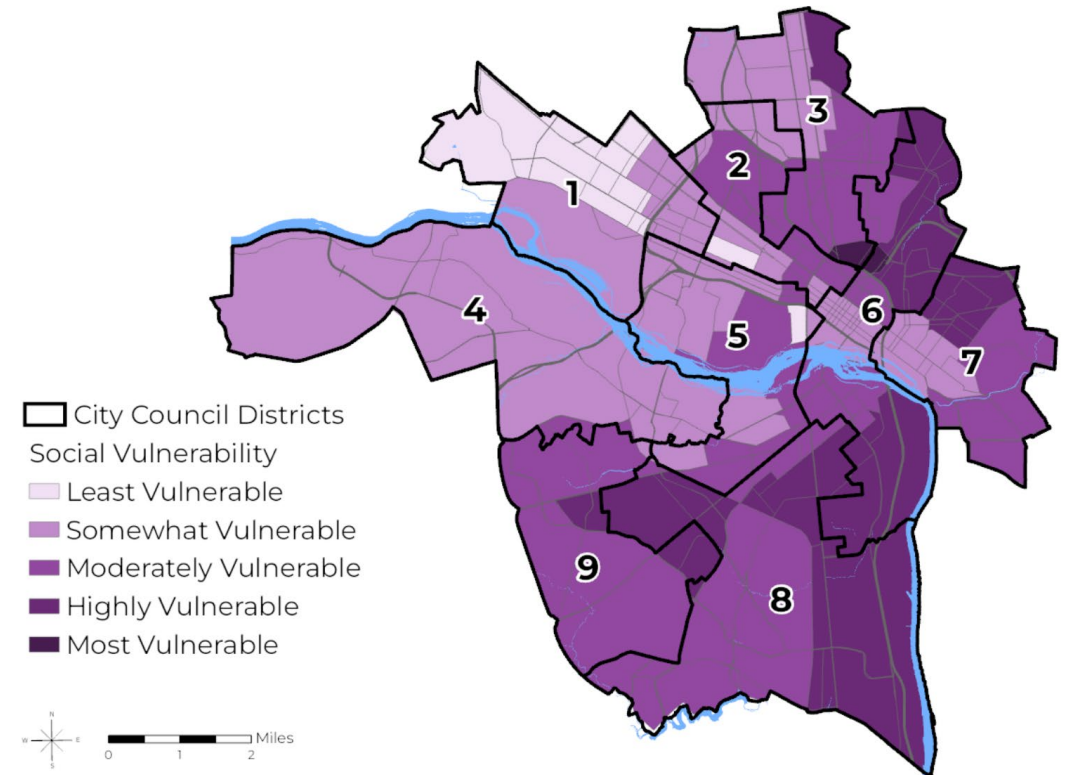 3
2
1
4
5
6
7
City Council Districts
Social Vulnerability
Least Vulnerable
Somewhat Vulnerable
Moderately Vulnerable
9
Highly Vulnerable
8
Most Vulnerable
N
W E
S
Miles
0 1 2